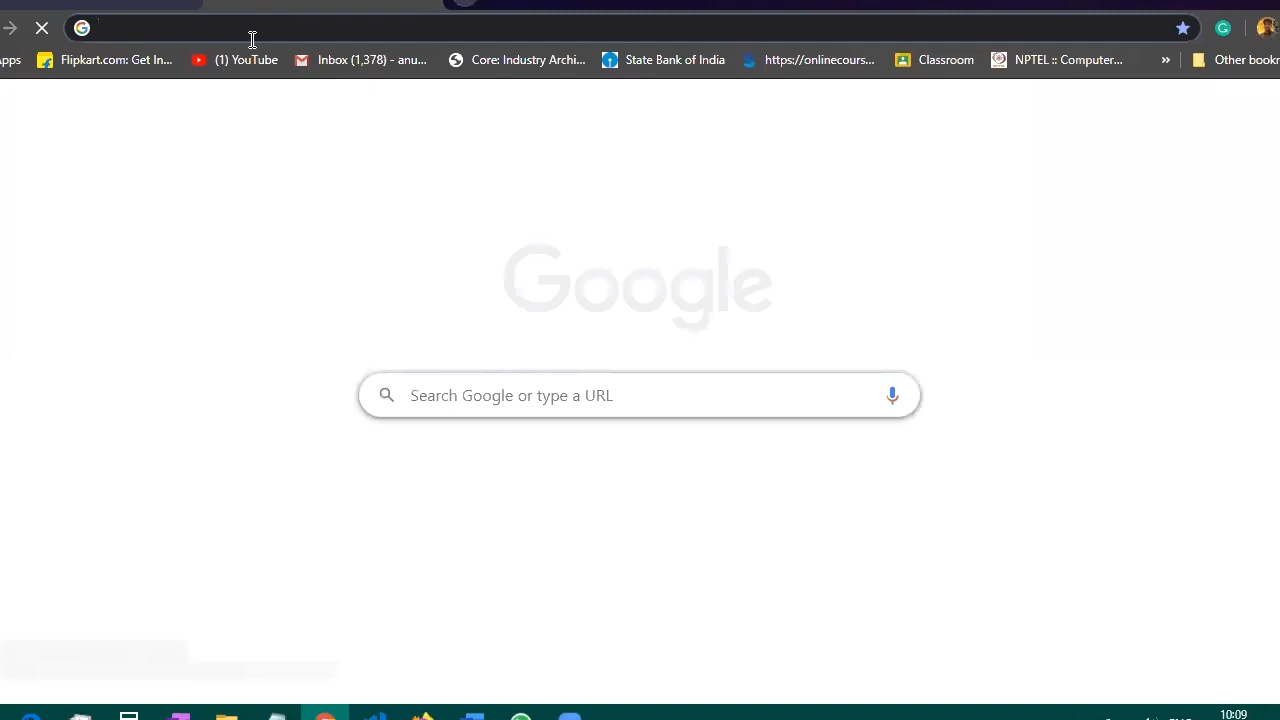 Apps Flipkart.com: Get In... (1) YouTube Inbox (1,378) - anu... Core: Industry Archi... State Bank of India https://onlinecours... Classroom NPTEL :: Computer... » Other bookr
Google
Search Google or type a URL
10:09